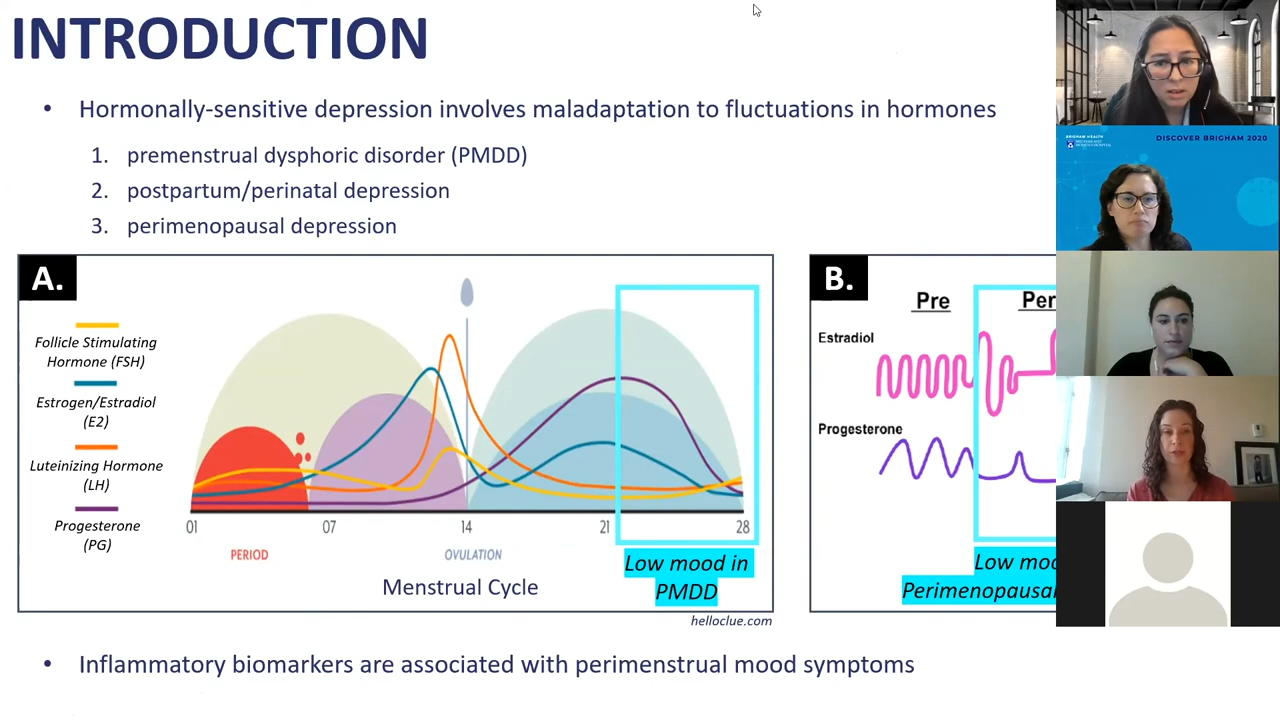 INTRODUCTION
• Hormonally-sensitive depression involves maladaptation to fluctuations in hormones
1. premenstrual dysphoric disorder (PMDD)
2. postpartum/perinatal depression
3. perimenopausal depression
A.
Follicle Stimulating
Hormone (FSH)
Estrogen/Estradiol
(E2)
Luteinizing Hormone
(LH)
Progesterone
(PG)
01 07 14 21 28
PERIOD OVULATION
Menstrual Cycle
Low mood in
PMDD
helloclue.com
B.
Pre Per
Estradiol
Progesterone
Low moo
Perimenopausal
• Inflammatory biomarkers are associated with perimenstrual mood symptoms
BRIGHAM HEALTH
DISCOVER BRIGHAM 2020